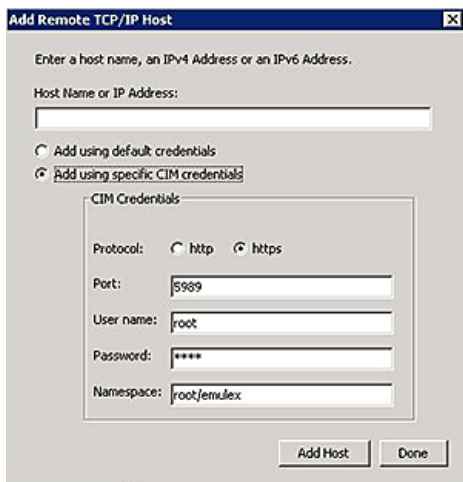 Add Remote TCP/IP Host
Enter a host name, an IPv4 Address or an IPv6 Address.
Host Name or IP Address:
Add using default credentials
Add using specific CIM credentials
CIM Credentials
Protocol: http https
Port: 5989
User name: root
Password: ****
Namespace: root/emulex
Add Host Done